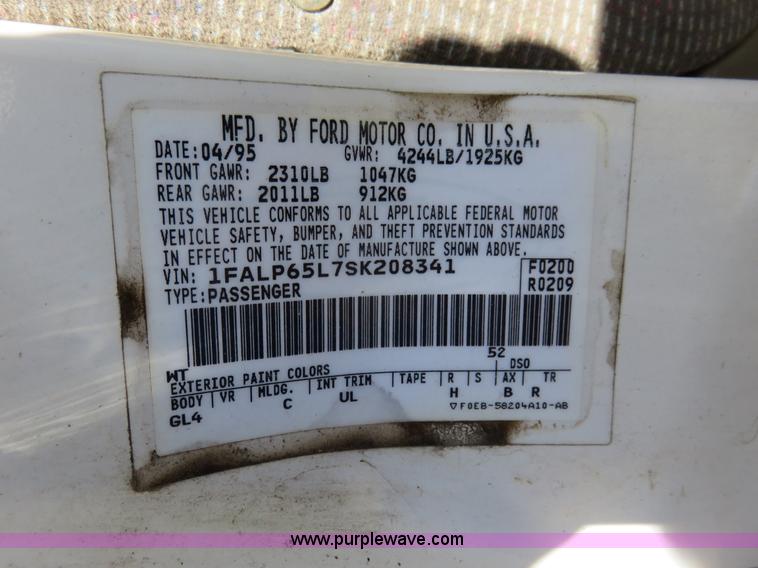 MFD. BY FORD MOTOR CO. IN U.S.A.
DATE: 04/95 GVWR: 4244LB/1925KG
FRONT GAWR: 2310LB 1047KG
REAR GAWR: 2011LB 912KG
THIS VEHICLE CONFORMS TO ALL APPLICABLE FEDERAL MOTOR
VEHICLE SAFETY, BUMPER, AND THEFT PREVENTION STANDARDS
IN EFFECT ON THE DATE OF MANUFACTURE SHOWN ABOVE.
VIN: 1FALP65L7SK208341 F0200
TYPE: PASSENGER R0209
52
WT DSO
EXTERIOR PAINT COLORS
BODY VR MLDG. INT TRIM TAPE R S AX TR
GL4 C UL H B R
▽F0EB-58204A10-AB
www.purplewave.com